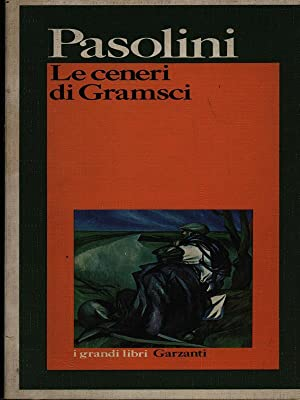 Pasolini
Le ceneri
di Gramsci
i grandi libri Garzanti